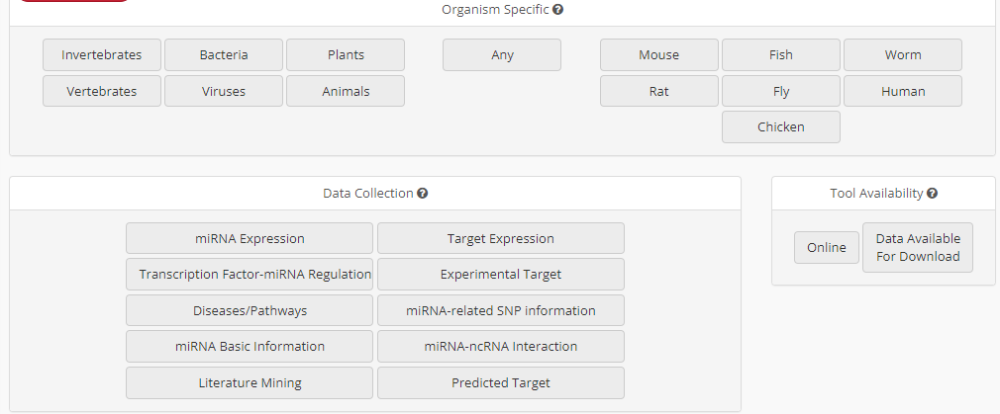 Organism Specific
Invertebrates Bacteria Plants Any Mouse Fish Worm
Vertebrates Viruses Animals Rat Fly Human
Chicken
Data Collection Tool Availability
miRNA Expression Target Expression
Online Data Available
For Download
Transcription Factor-miRNA Regulation Experimental Target
Diseases/Pathways miRNA-related SNP information
miRNA Basic Information miRNA-ncRNA Interaction
Literature Mining Predicted Target